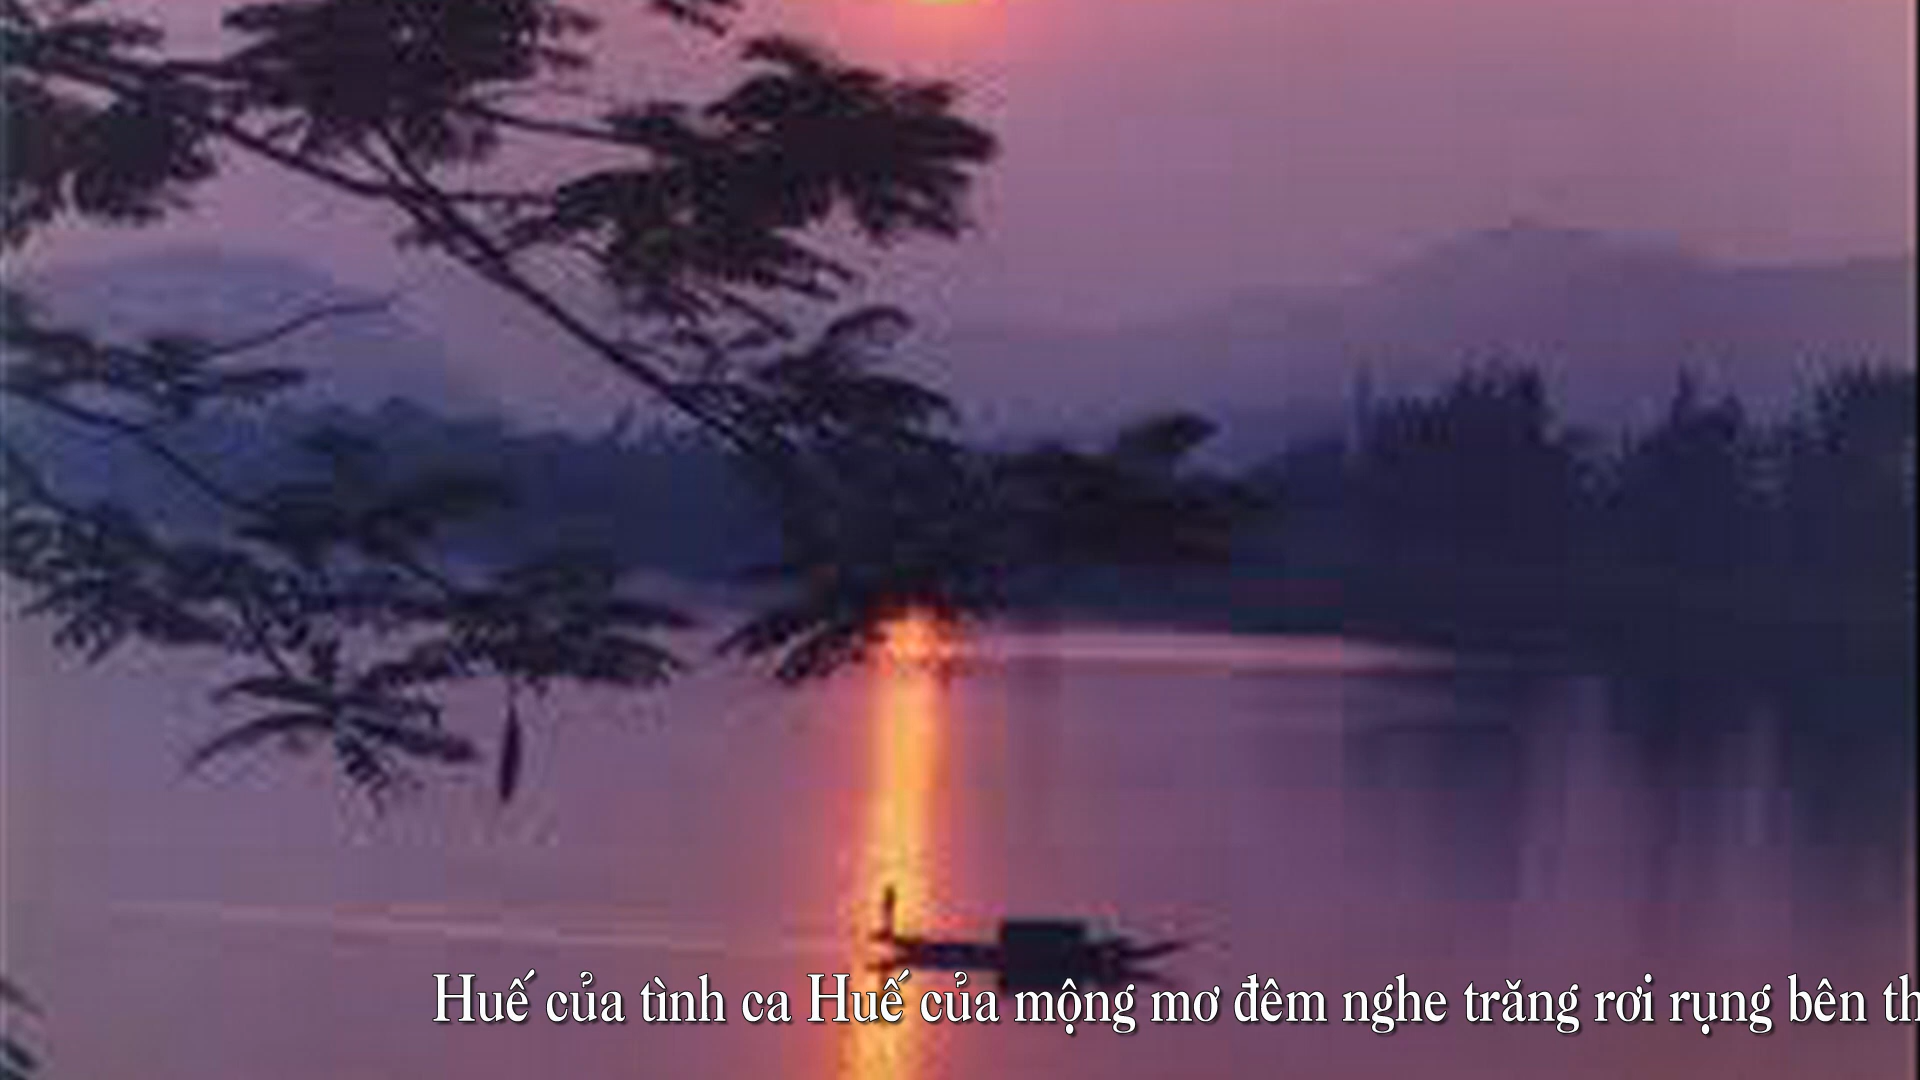 Huế của tình ca Huế của mộng mơ đêm nghe trăng rơi rụng bên